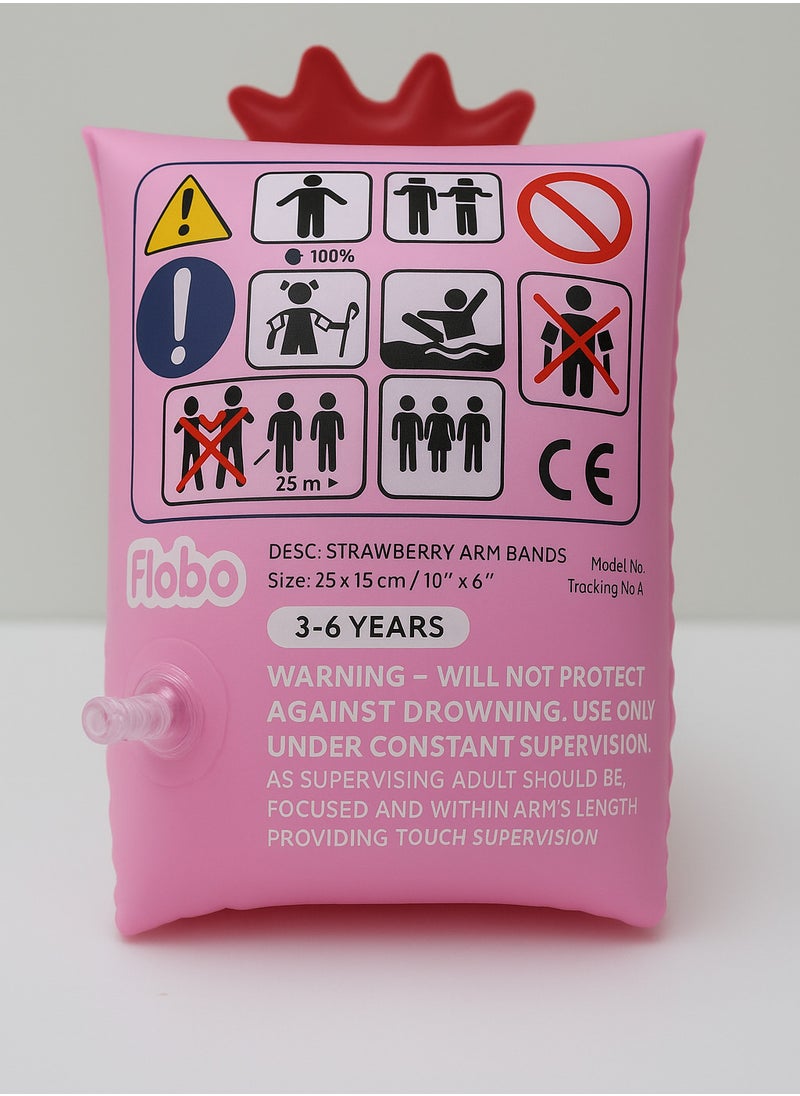 100%
25 m
CE
Flobo
DESC: STRAWBERRY ARM BANDS
Size: 25 x 15 cm / 10″ x 6″
Model No.
Tracking No A
3-6 YEARS
WARNING – WILL NOT PROTECT
AGAINST DROWNING. USE ONLY
UNDER CONSTANT SUPERVISION.
AS SUPERVISING ADULT SHOULD BE,
FOCUSED AND WITHIN ARM'S LENGTH
PROVIDING TOUCH SUPERVISION